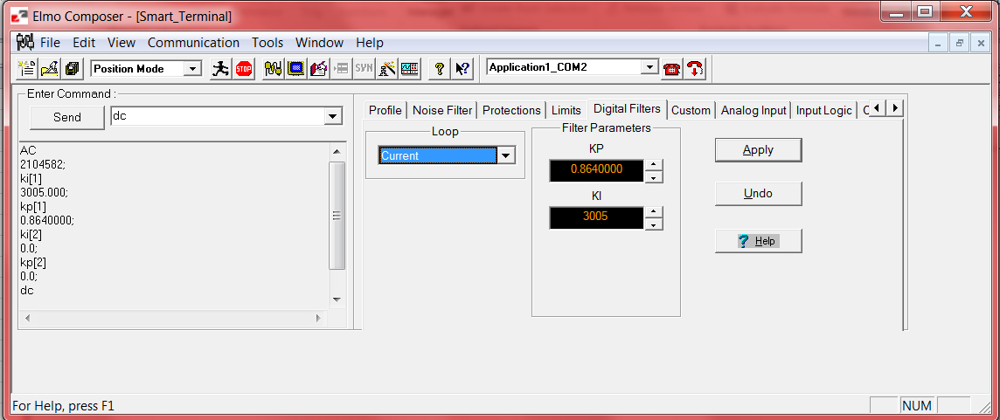 Elmo Composer - [Smart_Terminal]
File Edit View Communication Tools Window Help
Position Mode STOP SYN ? ? Application1_COM2
Enter Command :
Send dc
AC
2104582;
ki[1]
3005.000;
kp[1]
0.8640000;
ki[2]
0.0;
kp[2]
0.0;
dc
Profile Noise Filter Protections Limits Digital Filters Custom Analog Input Input Logic
Loop
Current
Filter Parameters
KP
0.8640000
KI
3005
Apply
Undo
? Help
For Help, press F1
NUM